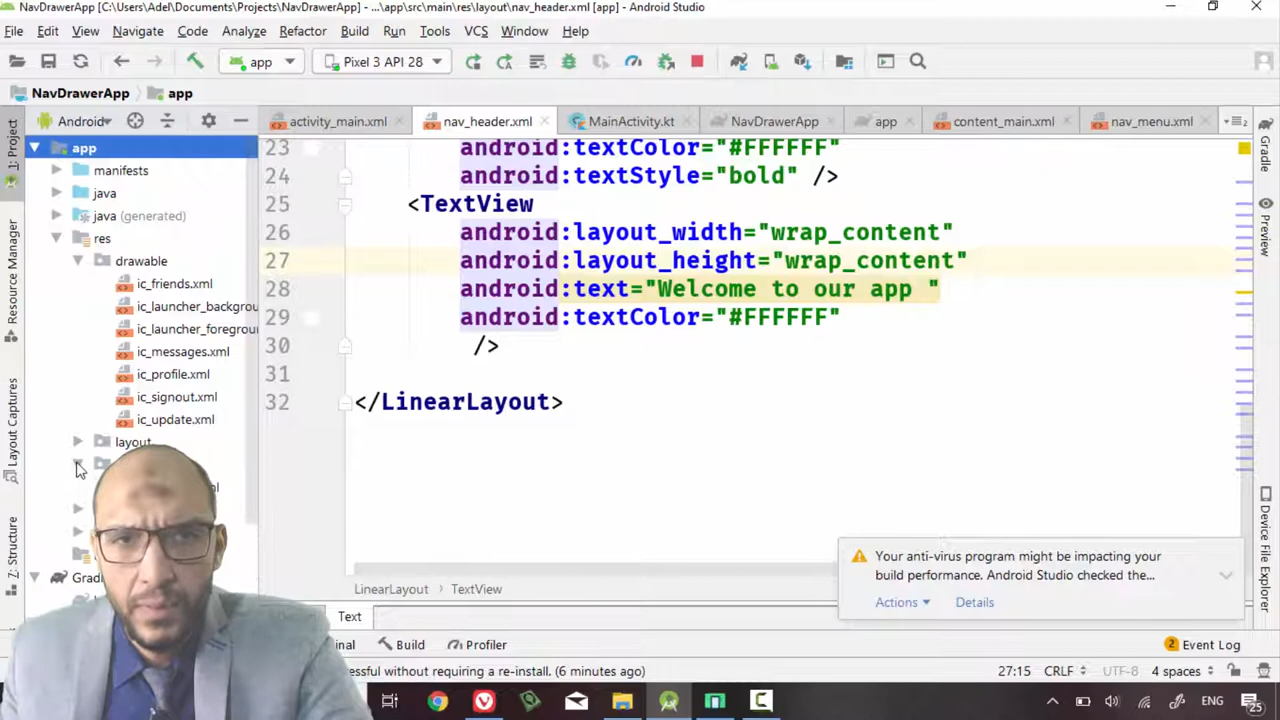 NavDrawerApp [C:\Users\Adel\Documents\Projects\NavDrawerApp] - ...\app\src\main\res\layout\nav_header.xml [app] - Android Studio
File Edit View Navigate Code Analyze Refactor Build Run Tools VCS Window Help
app Pixel 3 API 28
NavDrawerApp app
Android
activity_main.xml nav_header.xml MainActivity.kt NavDrawerApp app content_main.xml nav_menu.xml
1: Project
Resource Manager
Layout Captures
Z: Structure
app
manifests
java
java (generated)
res
drawable
ic_friends.xml
ic_launcher_backgrou
ic_launcher_foregroun
ic_messages.xml
ic_profile.xml
ic_signout.xml
ic_update.xml
layout
23 android:textColor="#FFFFFF"
24 android:textStyle="bold" />
25 <TextView
26 android:layout_width="wrap_content"
27 android:layout_height="wrap_content"
28 android:text="Welcome to our app "
29 android:textColor="#FFFFFF"
30 />
31
32 </LinearLayout>
Gradle
Preview
Device File Explorer
Your anti-virus program might be impacting your
build performance. Android Studio checked the...
Actions Details
LinearLayout TextView
Text
inal Build Profiler 2 Event Log
ssful without requiring a re-install. (6 minutes ago) 27:15 CRLF UTF-8 4 spaces
ENG 25